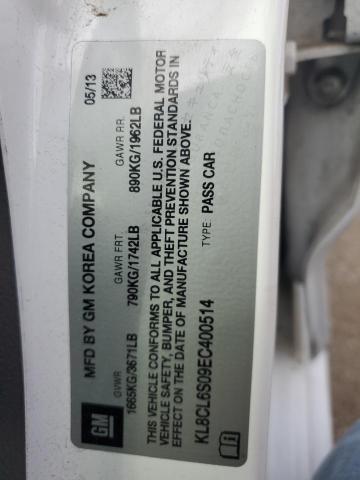 GM
MFD BY GM KOREA COMPANY 05/13
GVWR GAWR FRT GAWR RR.
1665KG/3671LB 790KG/1742LB 890KG/1962LB
THIS VEHICLE CONFORMS TO ALL APPLICABLE U.S. FEDERAL MOTOR
VEHICLE SAFETY, BUMPER, AND THEFT PREVENTION STANDARDS IN
EFFECT ON THE DATE OF MANUFACTURE SHOWN ABOVE.
TYPE: PASS CAR
KL8CL6S09EC400514